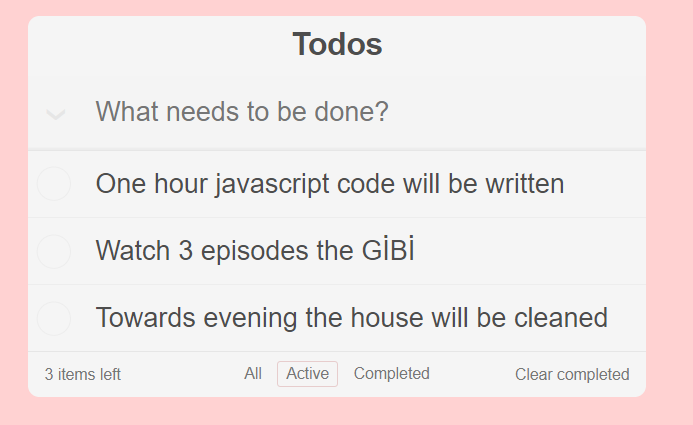 Todos
What needs to be done?
One hour javascript code will be written
Watch 3 episodes the GİBİ
Towards evening the house will be cleaned
3 items left All Active Completed Clear completed